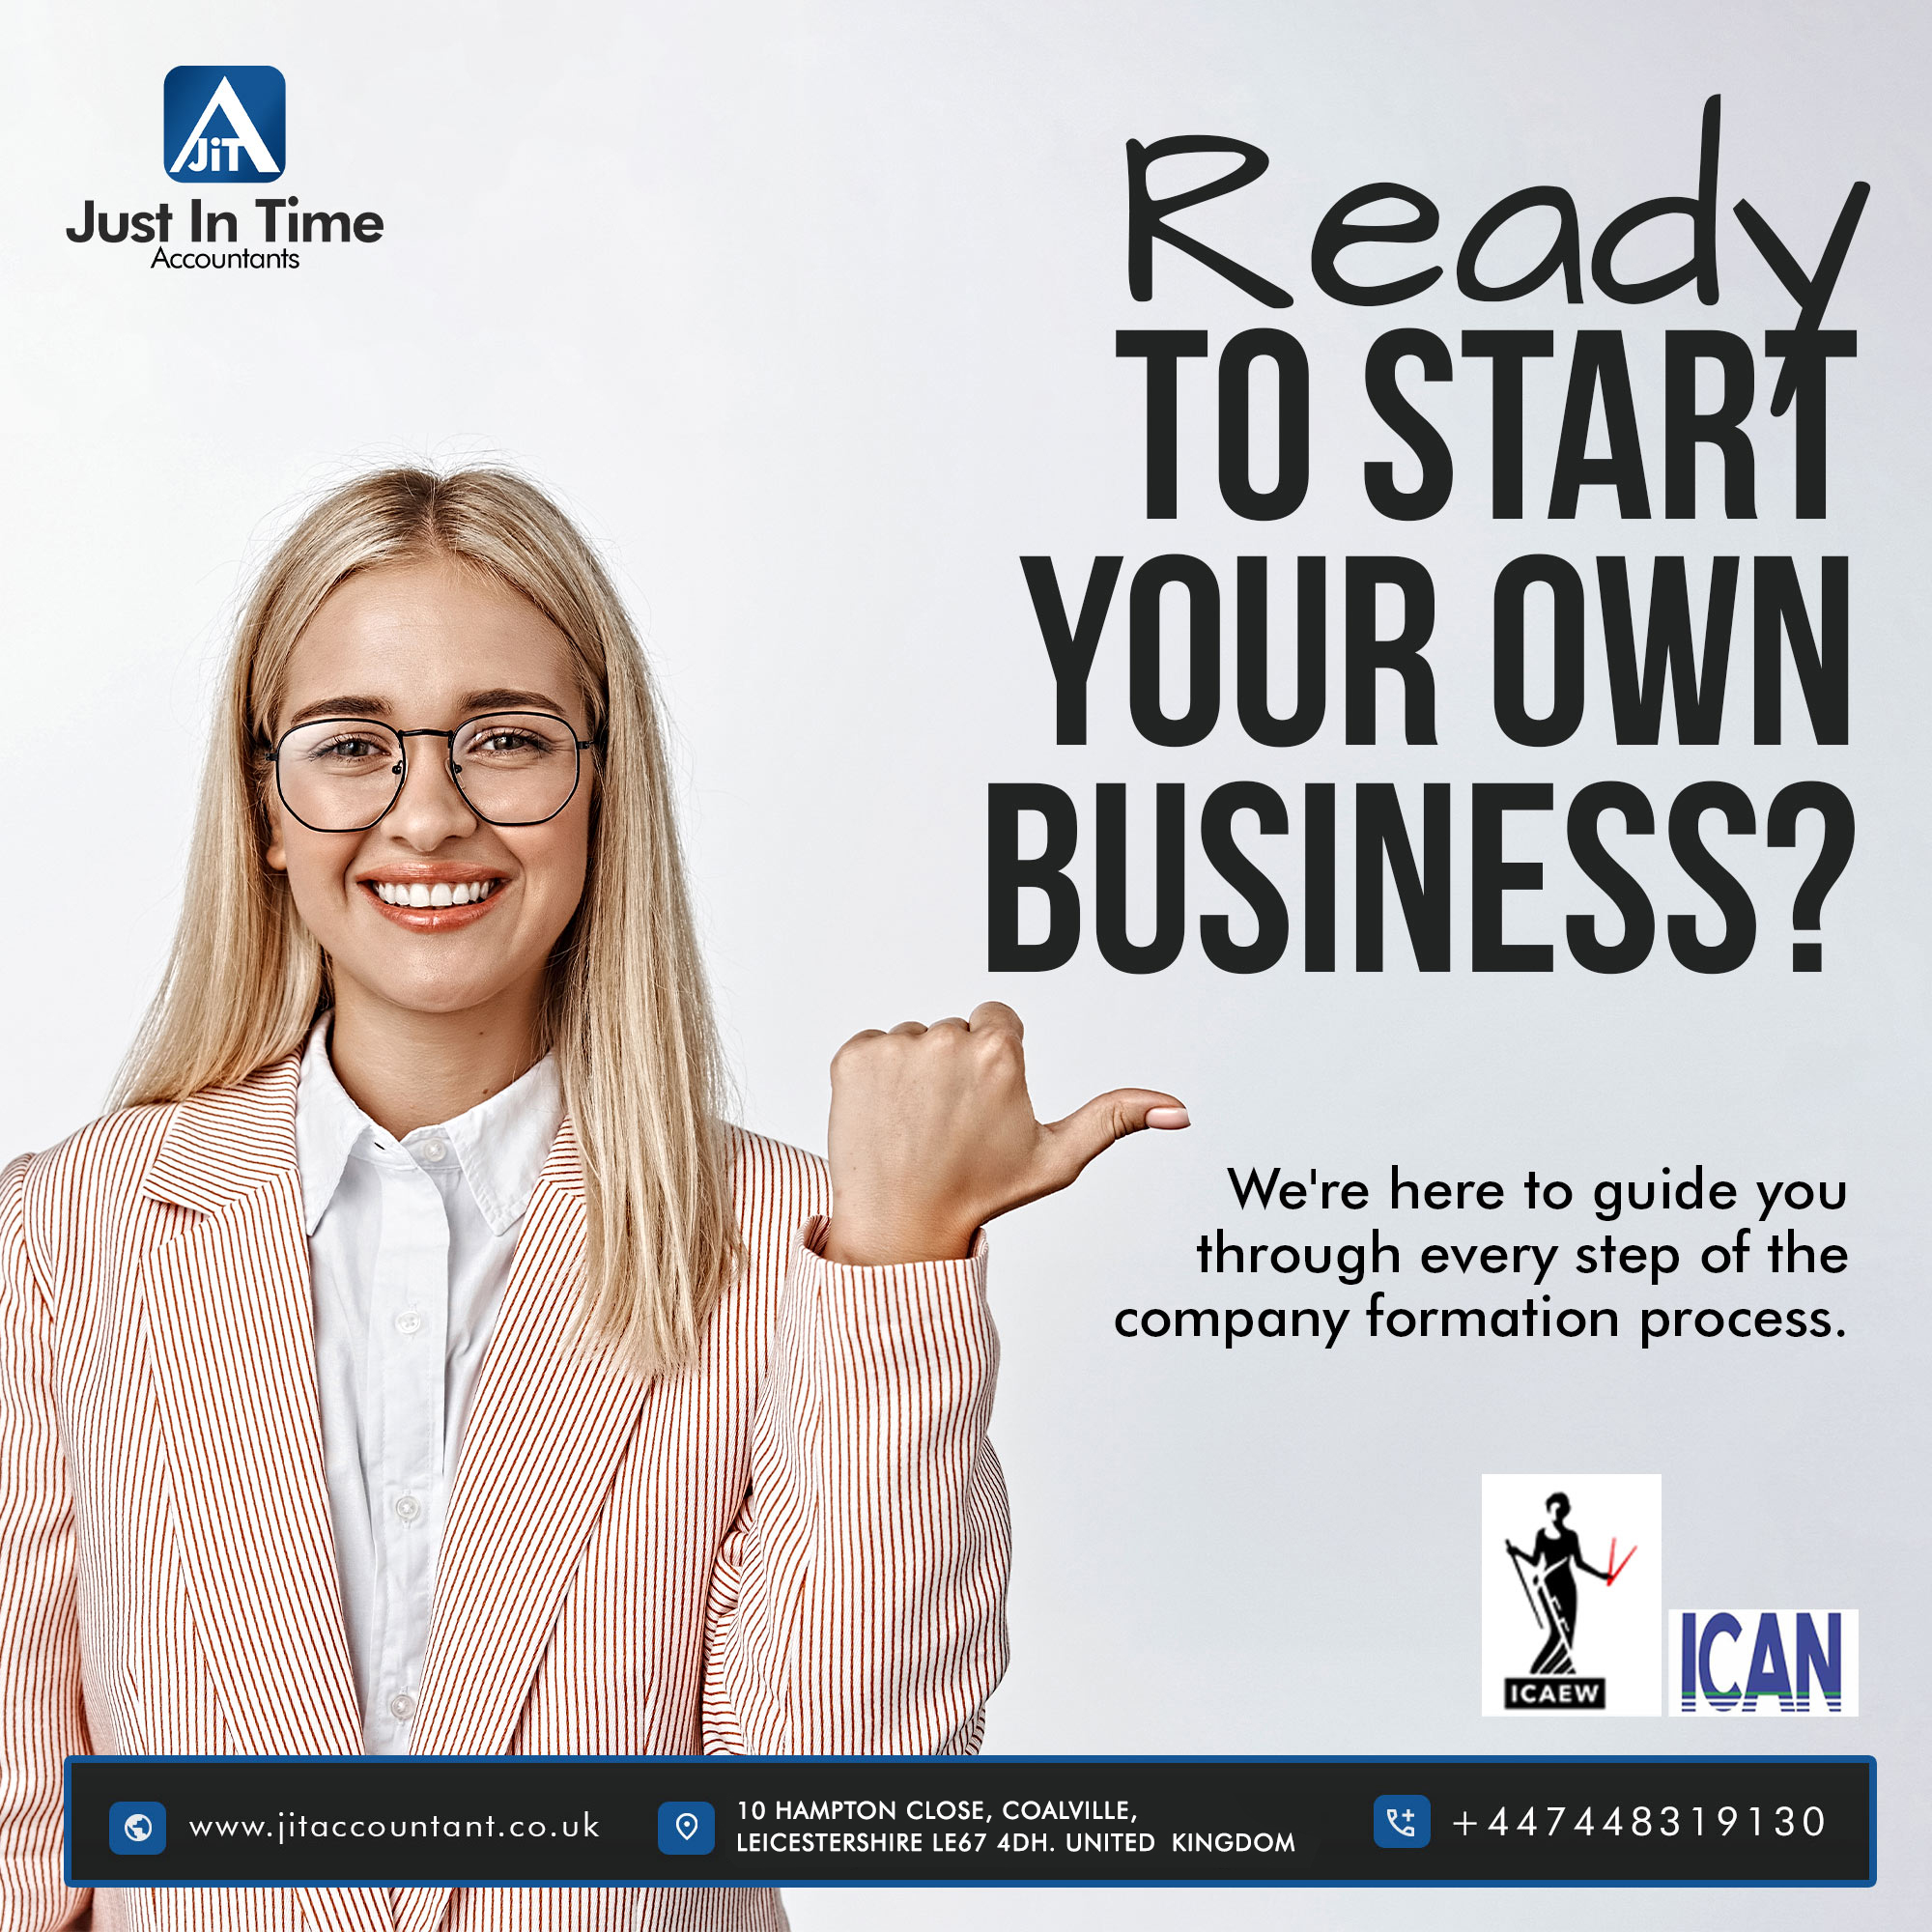 JiT
Just In Time
Accountants
Ready
TO START
YOUR OWN
BUSINESS?
We're here to guide you
through every step of the
company formation process.
ICAEW
ICAN
www.jitaccountant.co.uk
10 HAMPTON CLOSE, COALVILLE,
LEICESTERSHIRE LE67 4DH. UNITED KINGDOM
+447448319130